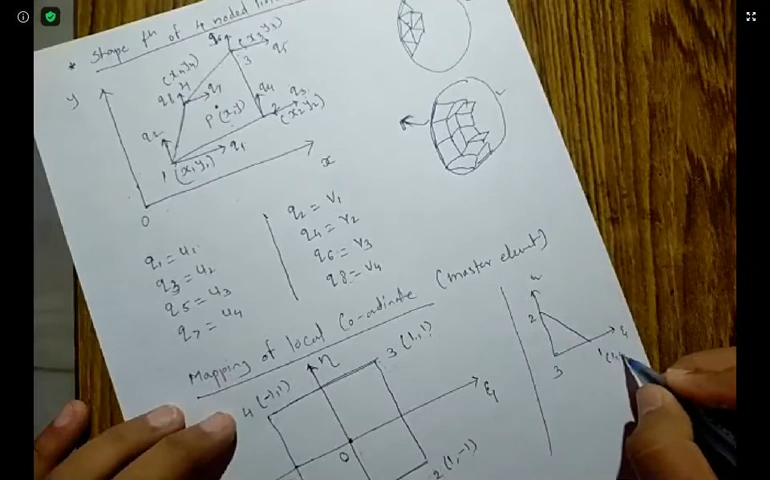 * Shape fn of 4 noded
y
q6
(x3,y3)
3
q5
(x4,y4)
q8
4
q7
q4
q3
P(x,y)
2
(x2,y2)
q2
q1
1 (x1,y1)
x
0
q1 = u1
q3 = u2
q5 = u3
q7 = u4
q2 = v1
q4 = v2
q6 = v3
q8 = v4
Mapping of local Co-ordinate (master elemnt)
η
3 (1,1)
4 (-1,1)
ξ
0
2 (1,-1)
η
2
ξ
1
3